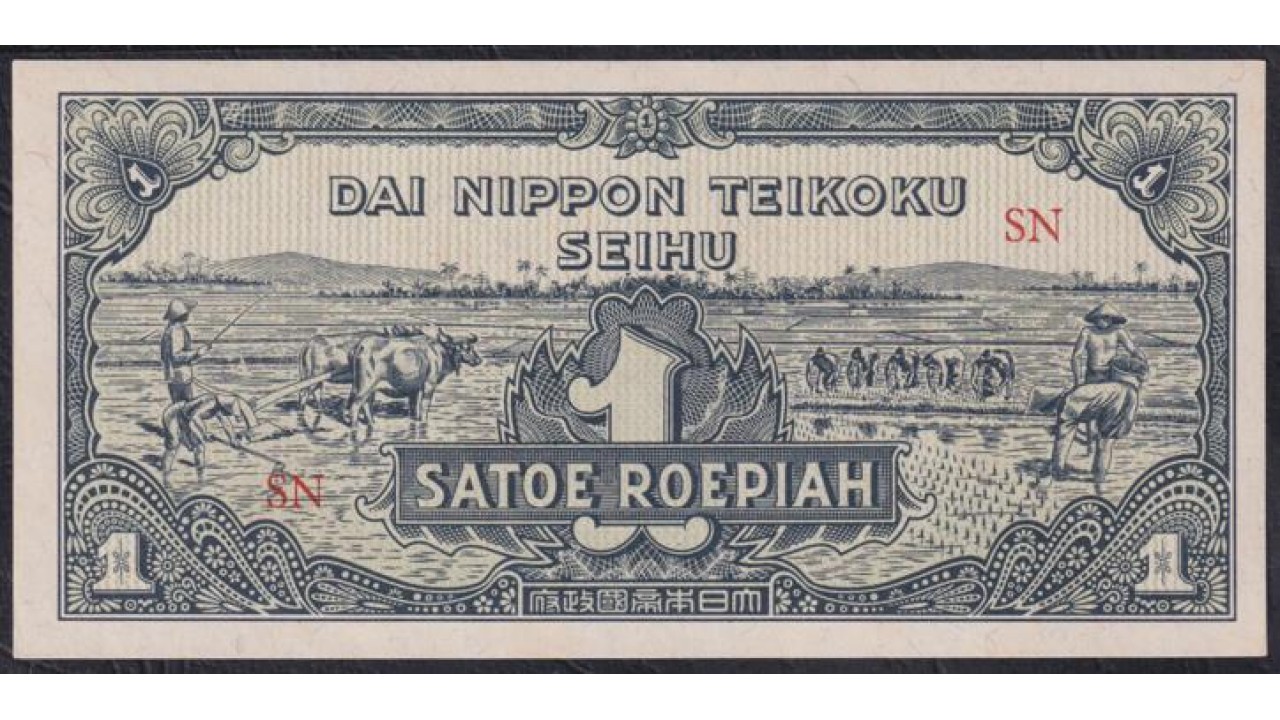 1
1
1
DAI NIPPON TEIKOKU
SEIHU
SN
1
SATOE ROEPIAH
SN
1
大日本帝國政府
1